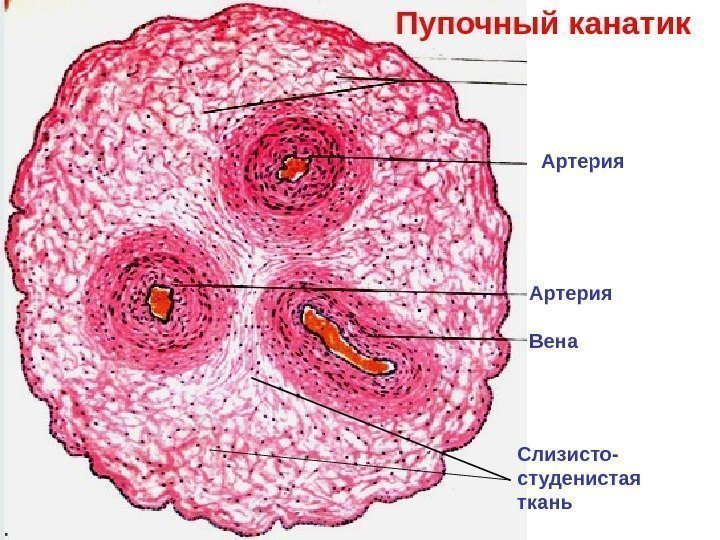 Пупочный канатик
Артерия
Артерия
Вена
Слизисто-
студенистая
ткань